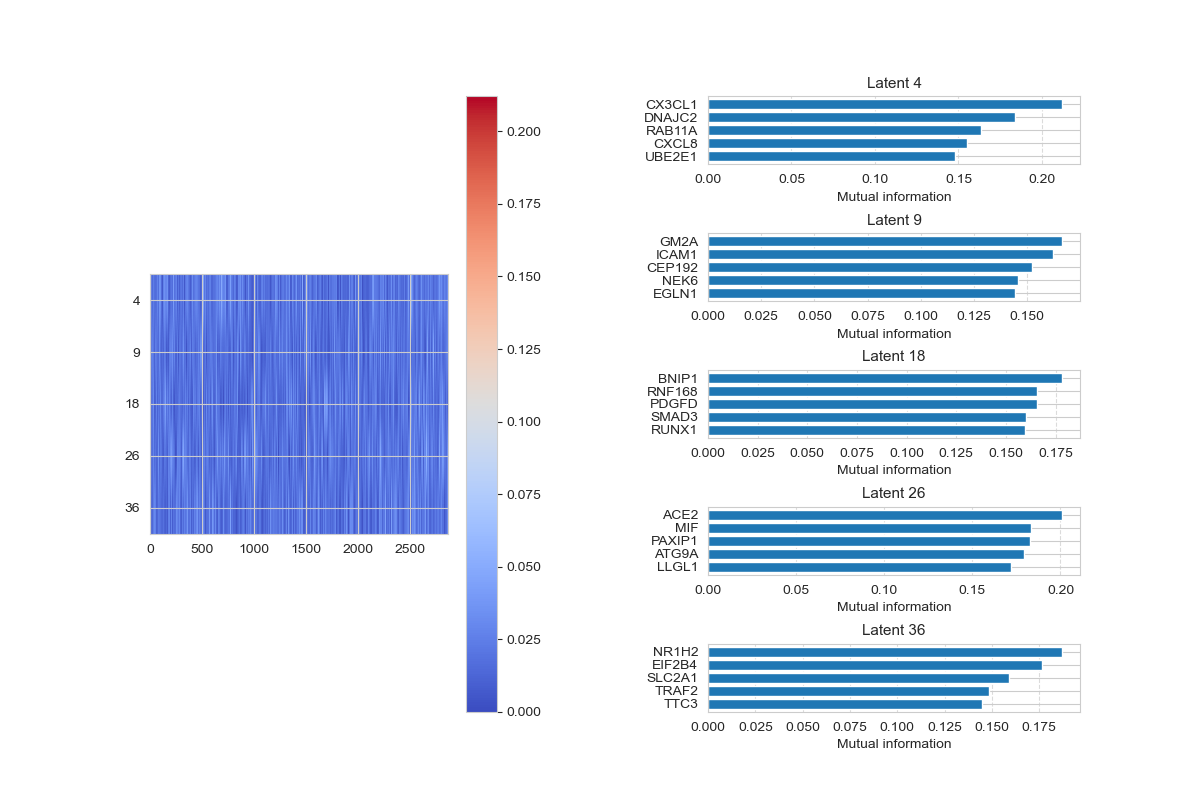 4
9
18
26
36
0 500 1000 1500 2000 2500
0.200
0.175
0.150
0.125
0.100
0.075
0.050
0.025
0.000
Latent 4
CX3CL1
DNAJC2
RAB11A
CXCL8
UBE2E1
0.00 0.05 0.10 0.15 0.20
Mutual information
Latent 9
GM2A
ICAM1
CEP192
NEK6
EGLN1
0.000 0.025 0.050 0.075 0.100 0.125 0.150
Mutual information
Latent 18
BNIP1
RNF168
PDGFD
SMAD3
RUNX1
0.000 0.025 0.050 0.075 0.100 0.125 0.150 0.175
Mutual information
Latent 26
ACE2
MIF
PAXIP1
ATG9A
LLGL1
0.00 0.05 0.10 0.15 0.20
Mutual information
Latent 36
NR1H2
EIF2B4
SLC2A1
TRAF2
TTC3
0.000 0.025 0.050 0.075 0.100 0.125 0.150 0.175
Mutual information